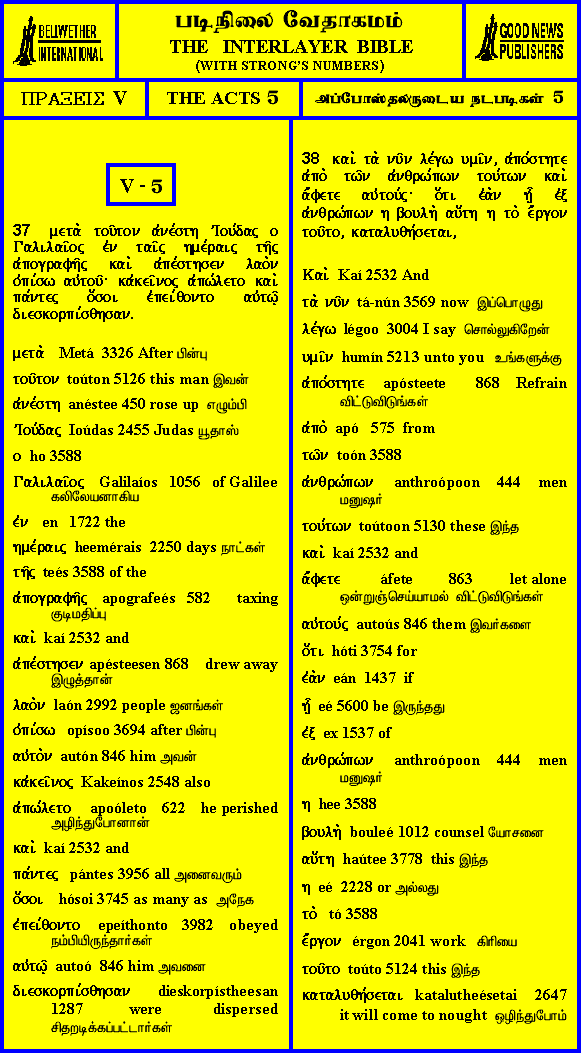 BELLWETHER
INTERNATIONAL
படிநிலை வேதாகமம்
THE INTERLAYER BIBLE
(WITH STRONG'S NUMBERS)
GOOD NEWS
PUBLISHERS
ΠΡΑΞΕΙΣ V
THE ACTS 5
அப்போஸ்தலருடைய நடபடிகள் 5
V - 5
37 μετὰ τοῦτον ἀνέστη Ἰούδας ο
Γαλιλαῖος ἐν ταῖς ημέραις τῆς
ἀπογραφῆς καὶ ἀπέστησεν λαὸν
ὀπίσω αὐτοῦ· κἀκεῖνος ἀπώλετο καὶ
πάντες ὅσοι ἐπείθοντο αὐτῷ
διεσκορπίσθησαν.
μετὰ Metá 3326 After பின்பு
τοῦτον toúton 5126 this man இவன்
ἀνέστη anéstee 450 rose up எழும்பி
Ἰούδας Ioúdas 2455 Judas யூதாஸ்
ο ho 3588
Γαλιλαῖος Galilaíos 1056 of Galilee
கலிலேயனாகிய
ἐν en 1722 the
ημέραις heemérais 2250 days நாட்கள்
τῆς teés 3588 of the
ἀπογραφῆς apografeés 582 taxing
குடிமதிப்பு
καὶ kaí 2532 and
ἀπέστησεν apésteesen 868 drew away
இழுத்தான்
λαὸν laón 2992 people ஜனங்கள்
ὀπίσω opísoo 3694 after பின்பு
αὐτὸν autón 846 him அவன்
κἀκεῖνος Kakeínos 2548 also
ἀπώλετο apoóleto 622 he perished
அழிந்துபோனான்
καὶ kaí 2532 and
πάντες pántes 3956 all அனைவரும்
ὅσοι hósoi 3745 as many as அநேக
ἐπείθοντο epeíthonto 3982 obeyed
நம்பியிருந்தார்கள்
αὐτῷ autoó 846 him அவனை
διεσκορπίσθησαν dieskorpístheesan
1287 were dispersed
சிதறடிக்கப்பட்டார்கள்
38 καὶ τὰ νῦν λέγω υμῖν, ἀπόστητε
ἀπὸ τῶν ἀνθρώπων τούτων καὶ
ἄφετε αὐτούς· ὅτι ἐὰν ᾖ ἐξ
ἀνθρώπων η βουλὴ αὕτη η τὸ ἔργον
τοῦτο, καταλυθήσεται,
Καὶ Kaí 2532 And
τὰ νῦν tá-nún 3569 now இப்பொழுது
λέγω légoo 3004 I say சொல்லுகிறேன்
υμῖν humín 5213 unto you உங்களுக்கு
ἀπόστητε apósteete 868 Refrain
விட்டுவிடுங்கள்
ἀπὸ apó 575 from
τῶν toón 3588
ἀνθρώπων anthroópoon 444 men
மனுஷர்
τούτων toútoon 5130 these இந்த
καὶ kaí 2532 and
ἄφετε áfete 863 let alone
ஒன்றுஞ்செய்யாமல் விட்டுவிடுங்கள்
αὐτούς autoús 846 them இவர்களை
ὅτι hóti 3754 for
ἐὰν eán 1437 if
ᾖ eé 5600 be இருந்தது
ἐξ ex 1537 of
ἀνθρώπων anthroópoon 444 men
மனுஷர்
η hee 3588
βουλὴ bouleé 1012 counsel யோசனை
αὕτη haútee 3778 this இந்த
η eé 2228 or அல்லது
τὸ tó 3588
ἔργον érgon 2041 work கிரியை
τοῦτο toúto 5124 this இந்த
καταλυθήσεται katalutheésetai 2647
it will come to nought ஒழிந்துபோம்